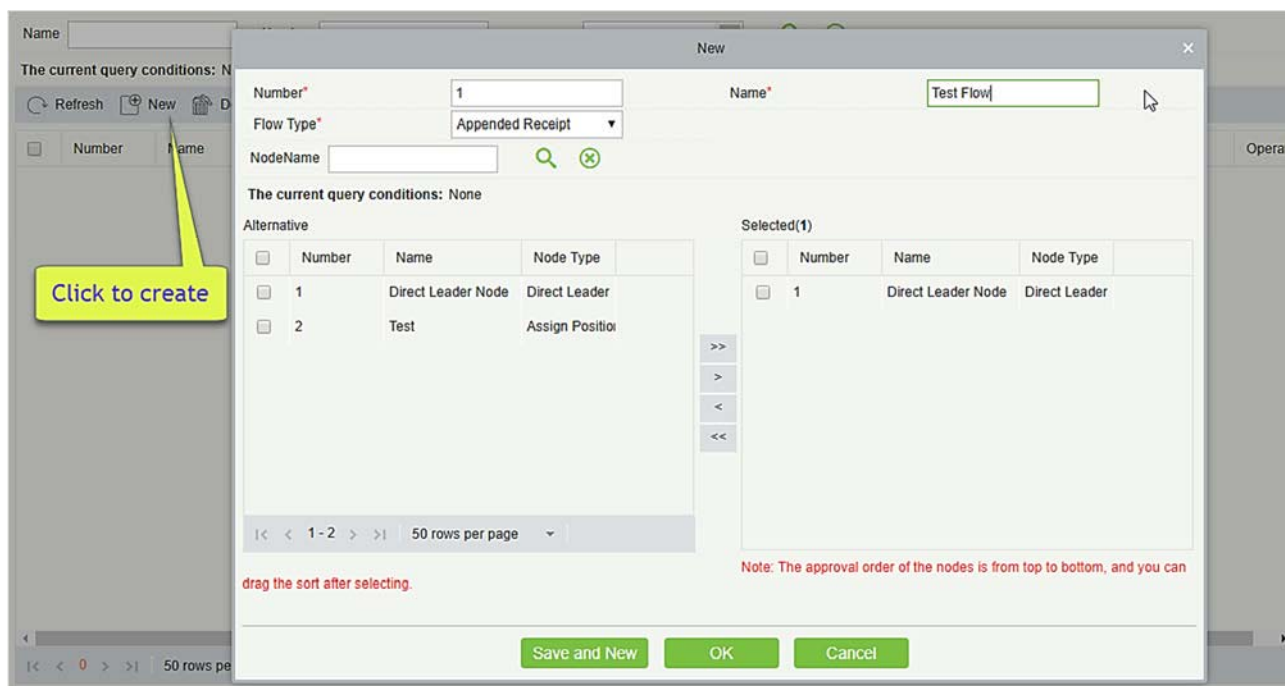 Name
New
×
The current query conditions: N
Number* 1 Name* Test Flow
Refresh New D
Flow Type* Appended Receipt
Number Name Opera
NodeName
The current query conditions: None
Alternative Selected(1)
Number Name Node Type Number Name Node Type
1 Direct Leader Node Direct Leader 1 Direct Leader Node Direct Leader
Click to create
2 Test Assign Positio
>>
>
<
<<
|< < 1 - 2 > >| 50 rows per page
Note: The approval order of the nodes is from top to bottom, and you can
drag the sort after selecting.
Save and New OK Cancel
|< < 0 > >| 50 rows pe